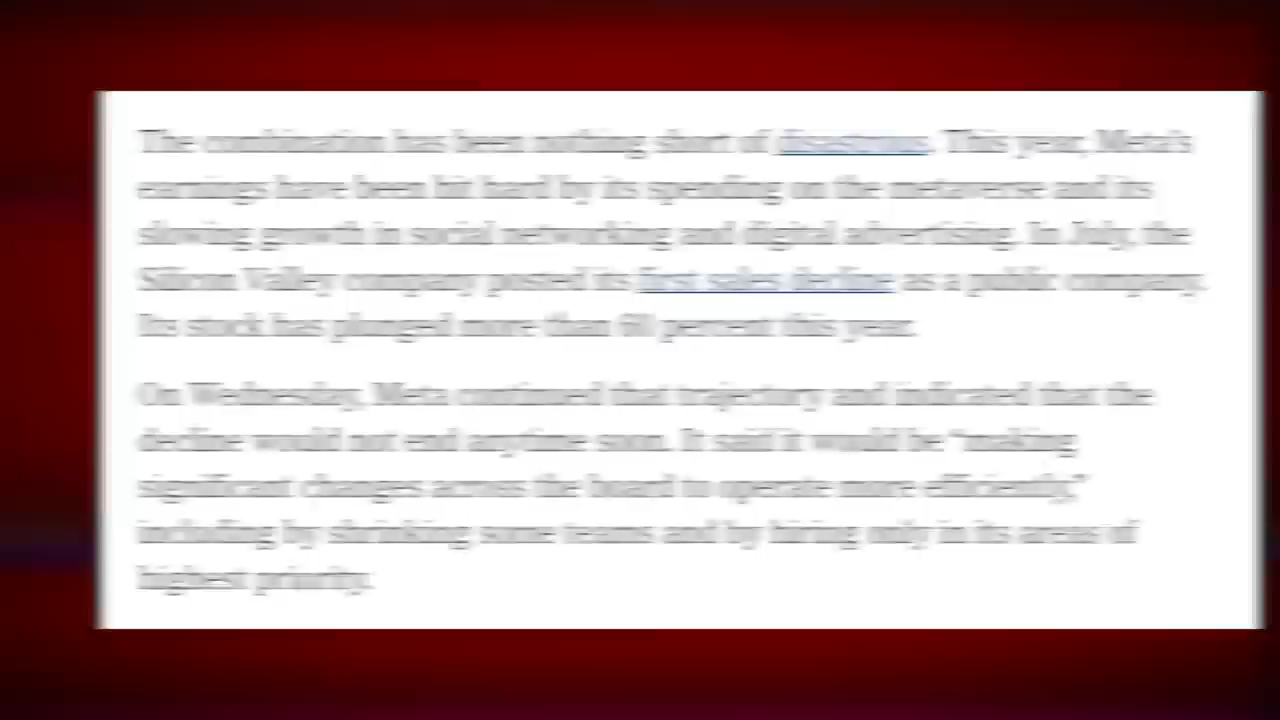 The combination has been nothing short of disastrous. This year, Meta's
earnings have been hit hard by its spending on the metaverse and its
slowing growth in social networking and digital advertising. In July, the
Silicon Valley company posted its first sales decline as a public company.
Its stock has plunged more than 60 percent this year.
On Wednesday, Meta continued that trajectory and indicated that the
decline would not end anytime soon. It said it would be “making
significant changes across the board to operate more efficiently,”
including by shrinking some teams and by hiring only in its areas of
highest priority.